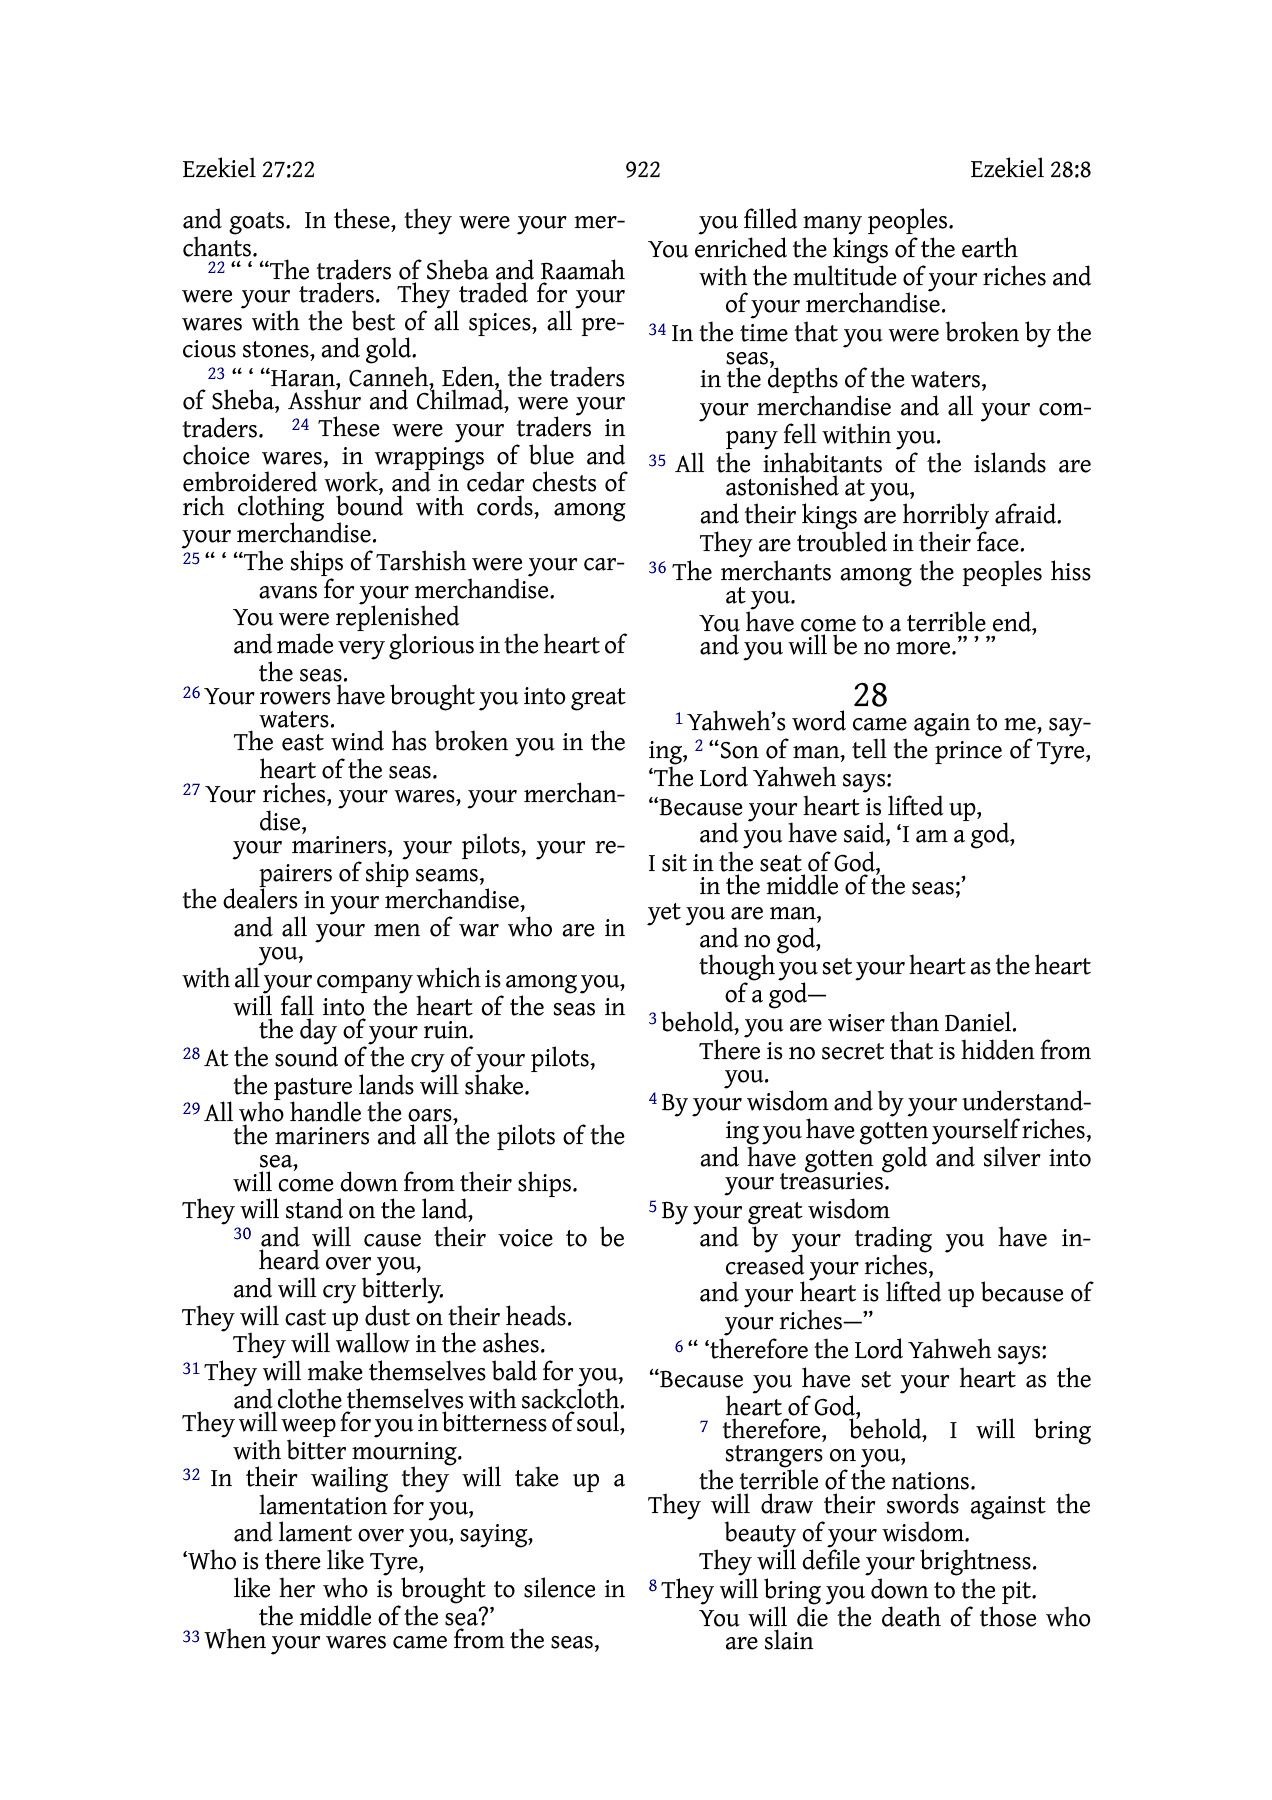 Ezekiel 27:22 922 Ezekiel 28:8
and goats. In these, they were your mer-
chants.
22 “ ‘ “The traders of Sheba and Raamah
were your traders. They traded for your
wares with the best of all spices, all pre-
cious stones, and gold.
23 “ ‘ “Haran, Canneh, Eden, the traders
of Sheba, Asshur and Chilmad, were your
traders. 24 These were your traders in
choice wares, in wrappings of blue and
embroidered work, and in cedar chests of
rich clothing bound with cords, among
your merchandise.
25 “ ‘ “The ships of Tarshish were your car-
avans for your merchandise.
You were replenished
and made very glorious in the heart of
the seas.
26 Your rowers have brought you into great
waters.
The east wind has broken you in the
heart of the seas.
27 Your riches, your wares, your merchan-
dise,
your mariners, your pilots, your re-
pairers of ship seams,
the dealers in your merchandise,
and all your men of war who are in
you,
with all your company which is among you,
will fall into the heart of the seas in
the day of your ruin.
28 At the sound of the cry of your pilots,
the pasture lands will shake.
29 All who handle the oars,
the mariners and all the pilots of the
sea,
will come down from their ships.
They will stand on the land,
30 and will cause their voice to be
heard over you,
and will cry bitterly.
They will cast up dust on their heads.
They will wallow in the ashes.
31 They will make themselves bald for you,
and clothe themselves with sackcloth.
They will weep for you in bitterness of soul,
with bitter mourning.
32 In their wailing they will take up a
lamentation for you,
and lament over you, saying,
‘Who is there like Tyre,
like her who is brought to silence in
the middle of the sea?’
33 When your wares came from the seas,
you filled many peoples.
You enriched the kings of the earth
with the multitude of your riches and
of your merchandise.
34 In the time that you were broken by the
seas,
in the depths of the waters,
your merchandise and all your com-
pany fell within you.
35 All the inhabitants of the islands are
astonished at you,
and their kings are horribly afraid.
They are troubled in their face.
36 The merchants among the peoples hiss
at you.
You have come to a terrible end,
and you will be no more.” ’ ”
28
1 Yahweh’s word came again to me, say-
ing, 2 “Son of man, tell the prince of Tyre,
‘The Lord Yahweh says:
“Because your heart is lifted up,
and you have said, ‘I am a god,
I sit in the seat of God,
in the middle of the seas;’
yet you are man,
and no god,
though you set your heart as the heart
of a god—
3 behold, you are wiser than Daniel.
There is no secret that is hidden from
you.
4 By your wisdom and by your understand-
ing you have gotten yourself riches,
and have gotten gold and silver into
your treasuries.
5 By your great wisdom
and by your trading you have in-
creased your riches,
and your heart is lifted up because of
your riches—”
6 “ ‘therefore the Lord Yahweh says:
“Because you have set your heart as the
heart of God,
7 therefore, behold, I will bring
strangers on you,
the terrible of the nations.
They will draw their swords against the
beauty of your wisdom.
They will defile your brightness.
8 They will bring you down to the pit.
You will die the death of those who
are slain